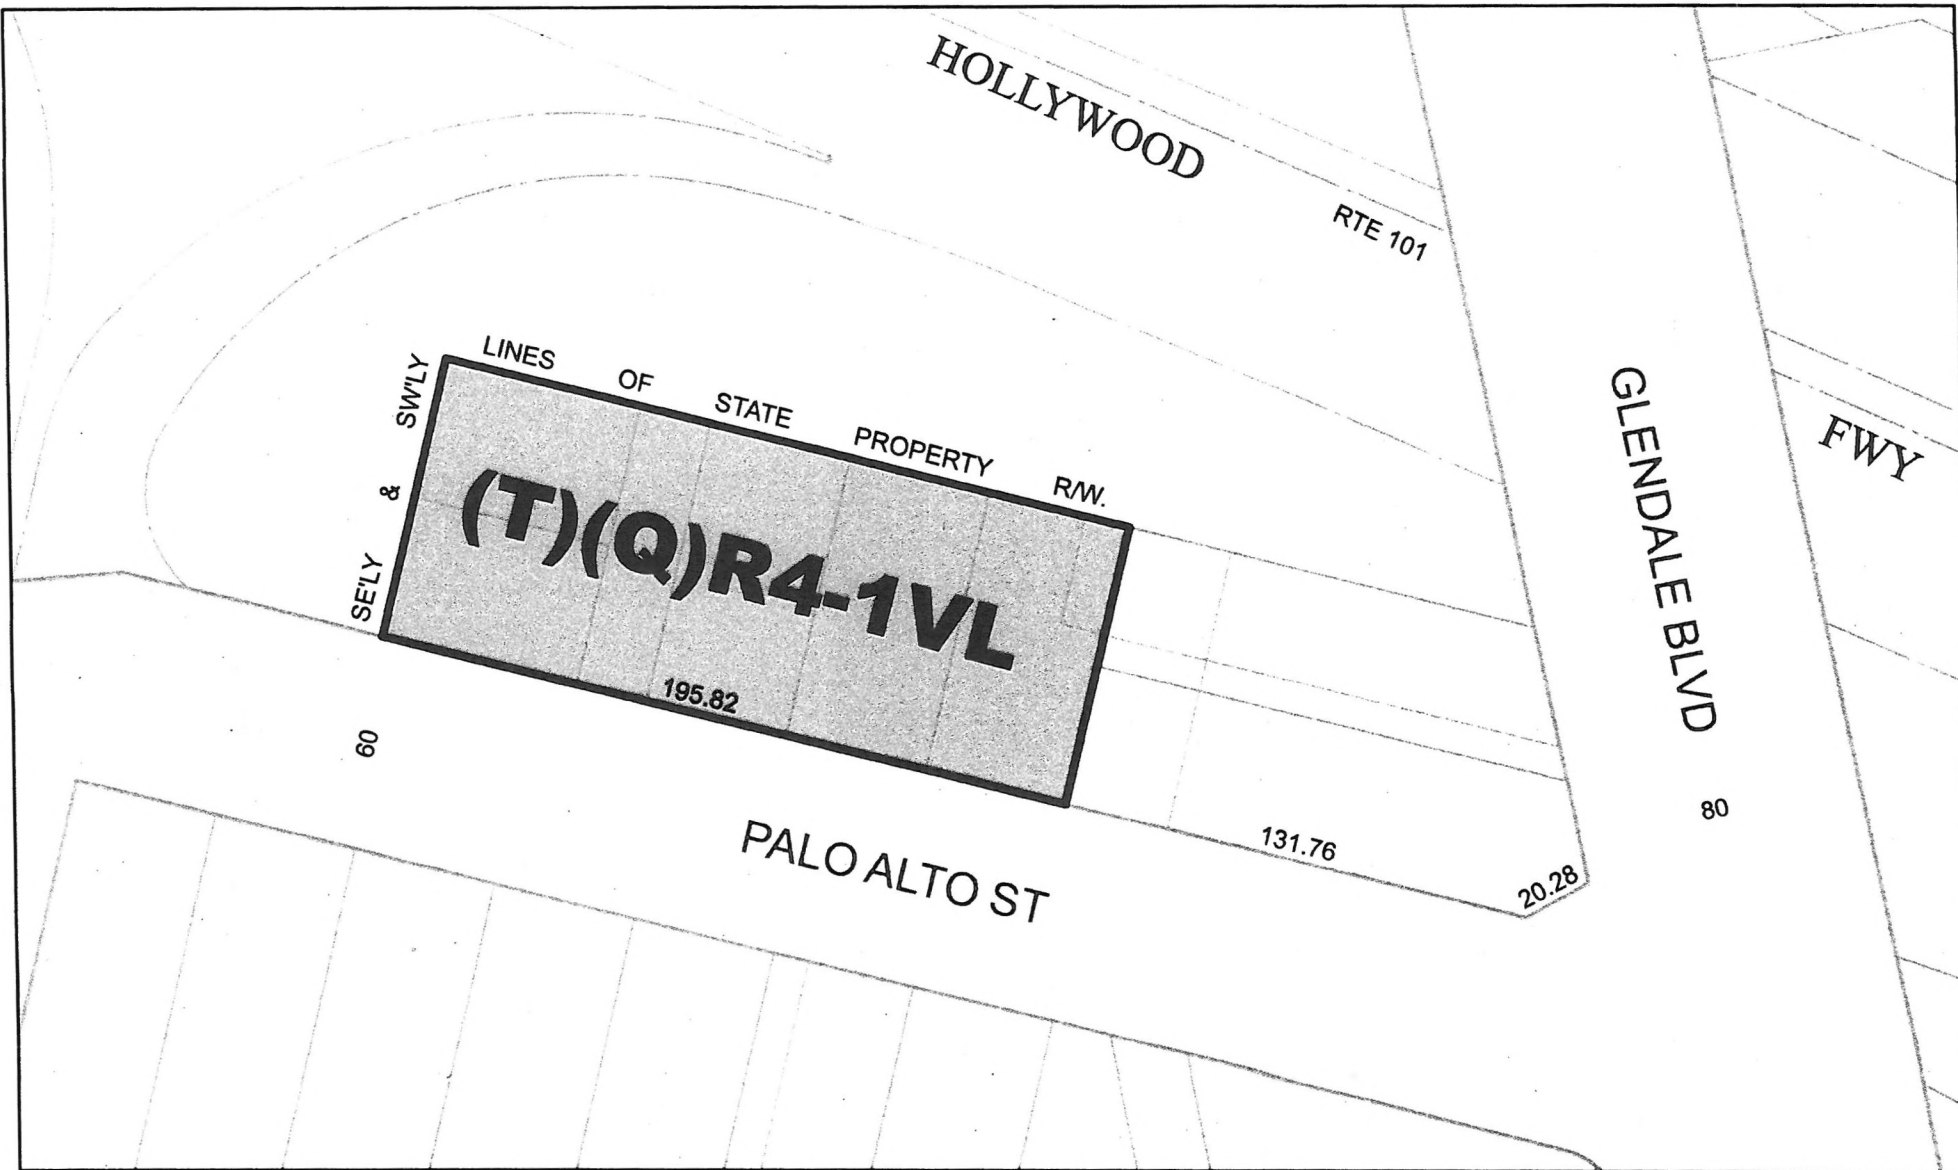 HOLLYWOOD
RTE 101
FWY
GLENDALE BLVD
80
SE'LY & SW'LY LINES OF STATE PROPERTY R/W.
(T)(Q)R4-1VL
195.82
131.76
20.28
60
PALO ALTO ST